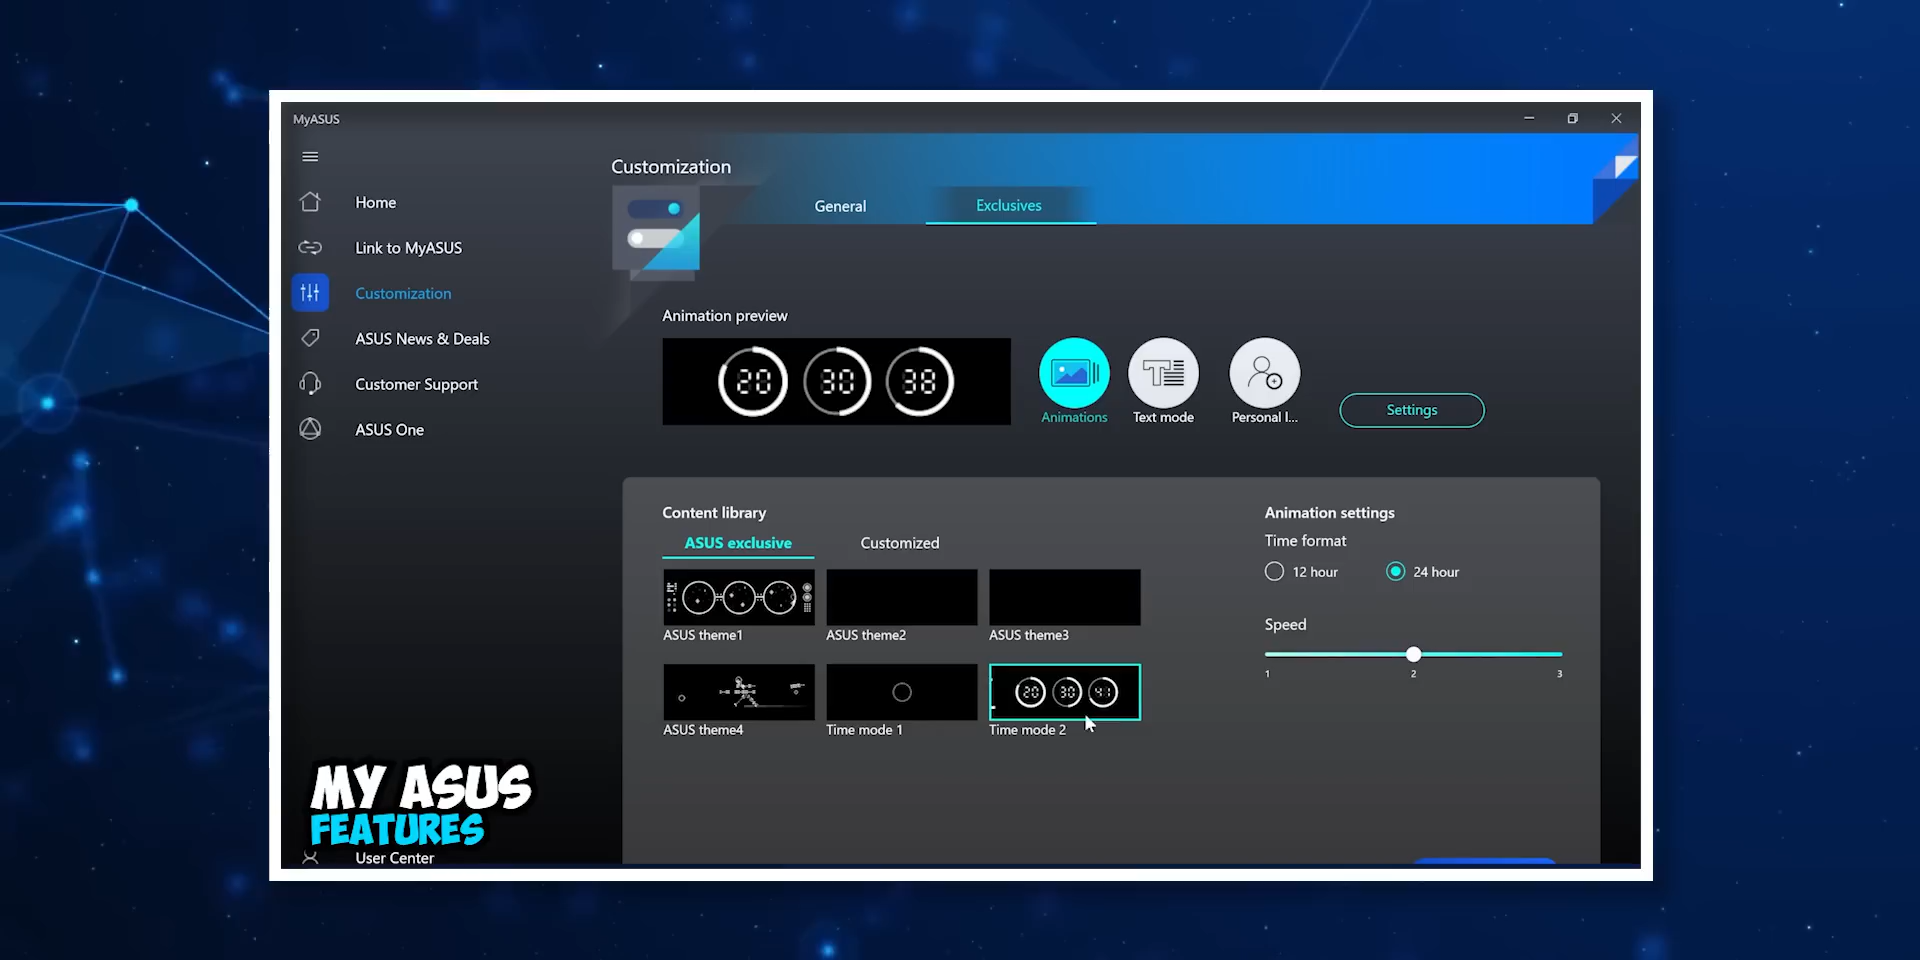 MyASUS
Customization
Home
General
Exclusives
Link to MyASUS
Customization
ASUS News & Deals
Customer Support
ASUS One
Animation preview
20 30 38
Animations
Text mode
Personal I...
Settings
Content library
ASUS exclusive
Customized
ASUS theme1
ASUS theme2
ASUS theme3
20 30 41
ASUS theme4
Time mode 1
Time mode 2
Animation settings
Time format
12 hour
24 hour
Speed
1
2
3
MY ASUS
FEATURES
User Center